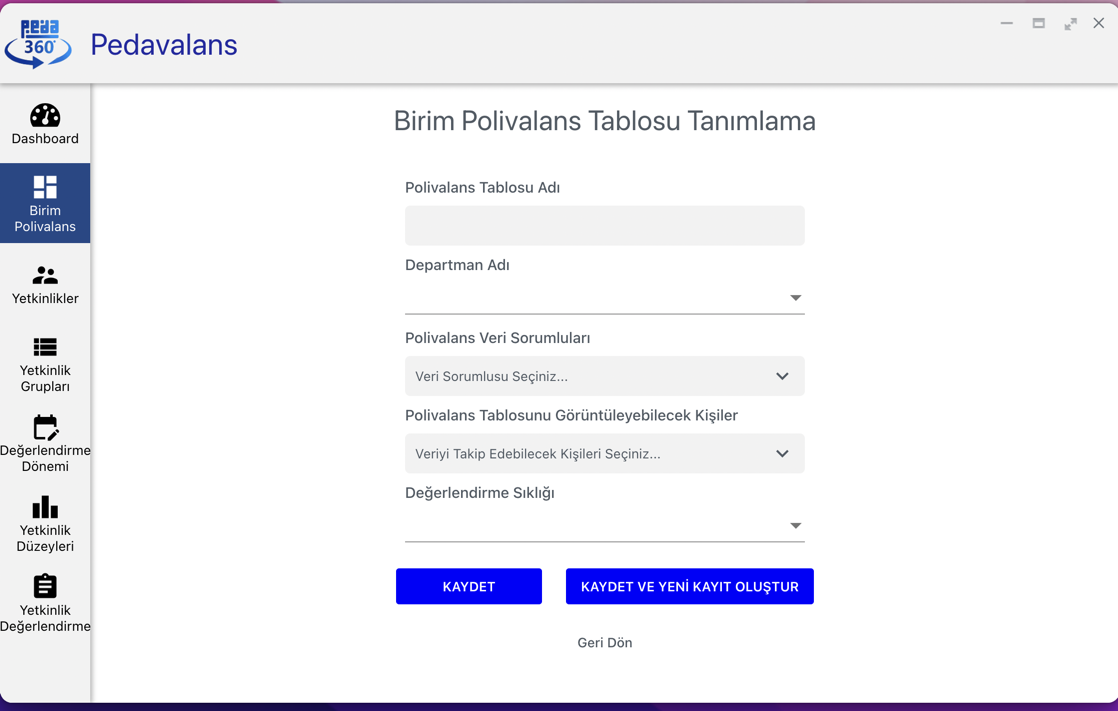 peda
360°
Pedavalans
Dashboard
Birim
Polivalans
Yetkinlikler
Yetkinlik
Grupları
Değerlendirme
Dönemi
Yetkinlik
Düzeyleri
Yetkinlik
Değerlendirme
Birim Polivalans Tablosu Tanımlama
Polivalans Tablosu Adı
Departman Adı
Polivalans Veri Sorumluları
Veri Sorumlusu Seçiniz...
Polivalans Tablosunu Görüntüleyebilecek Kişiler
Veriyi Takip Edebilecek Kişileri Seçiniz...
Değerlendirme Sıklığı
KAYDET
KAYDET VE YENİ KAYIT OLUŞTUR
Geri Dön